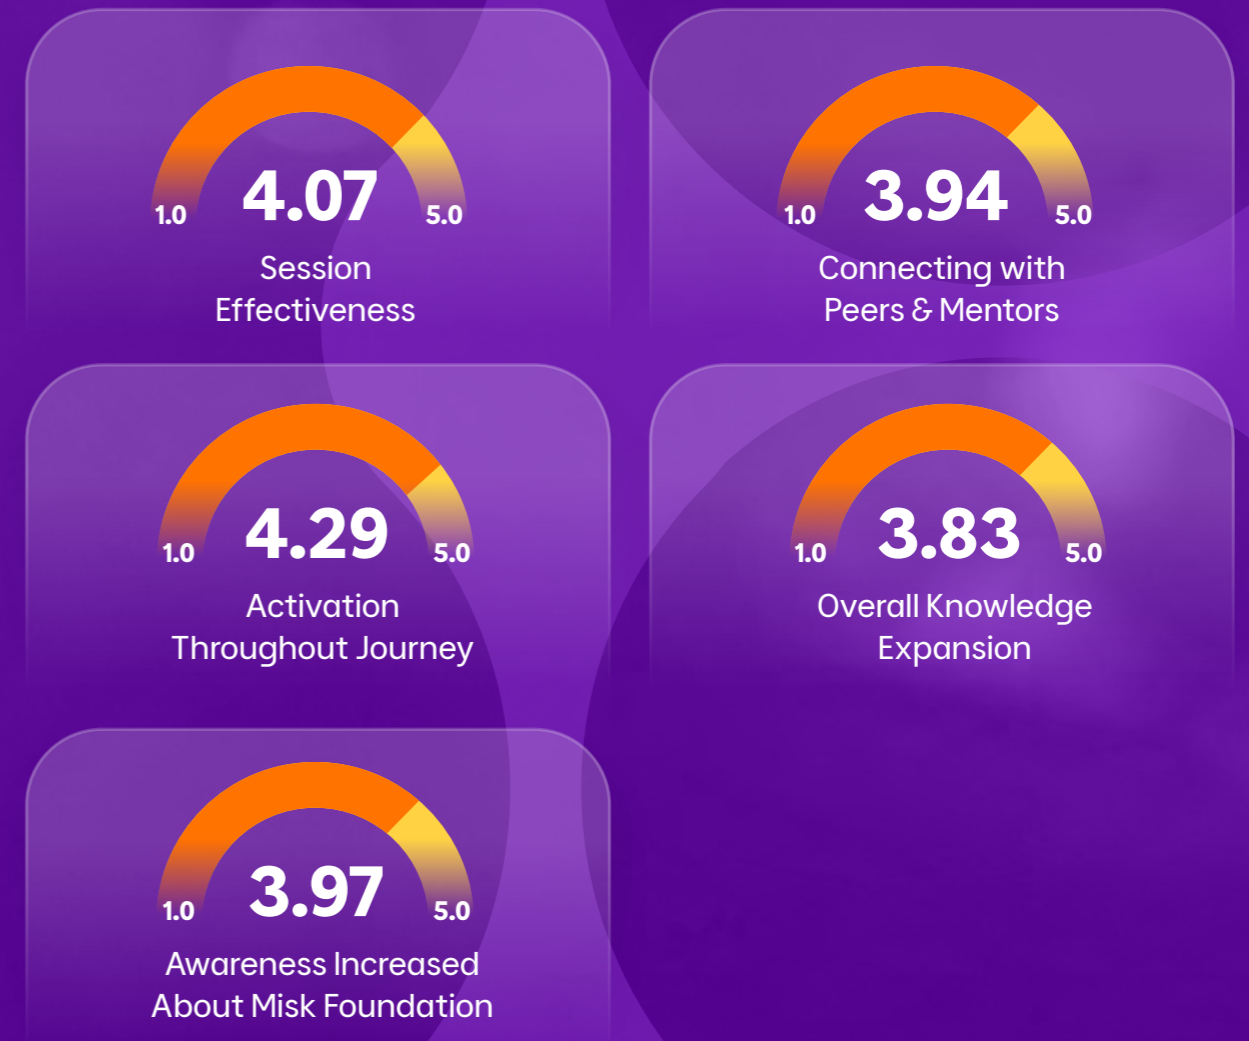 4.07
1.0
5.0
Session
Effectiveness
3.94
1.0
5.0
Connecting with
Peers & Mentors
4.29
1.0
5.0
Activation
Throughout Journey
3.83
1.0
5.0
Overall Knowledge
Expansion
3.97
1.0
5.0
Awareness Increased
About Misk Foundation